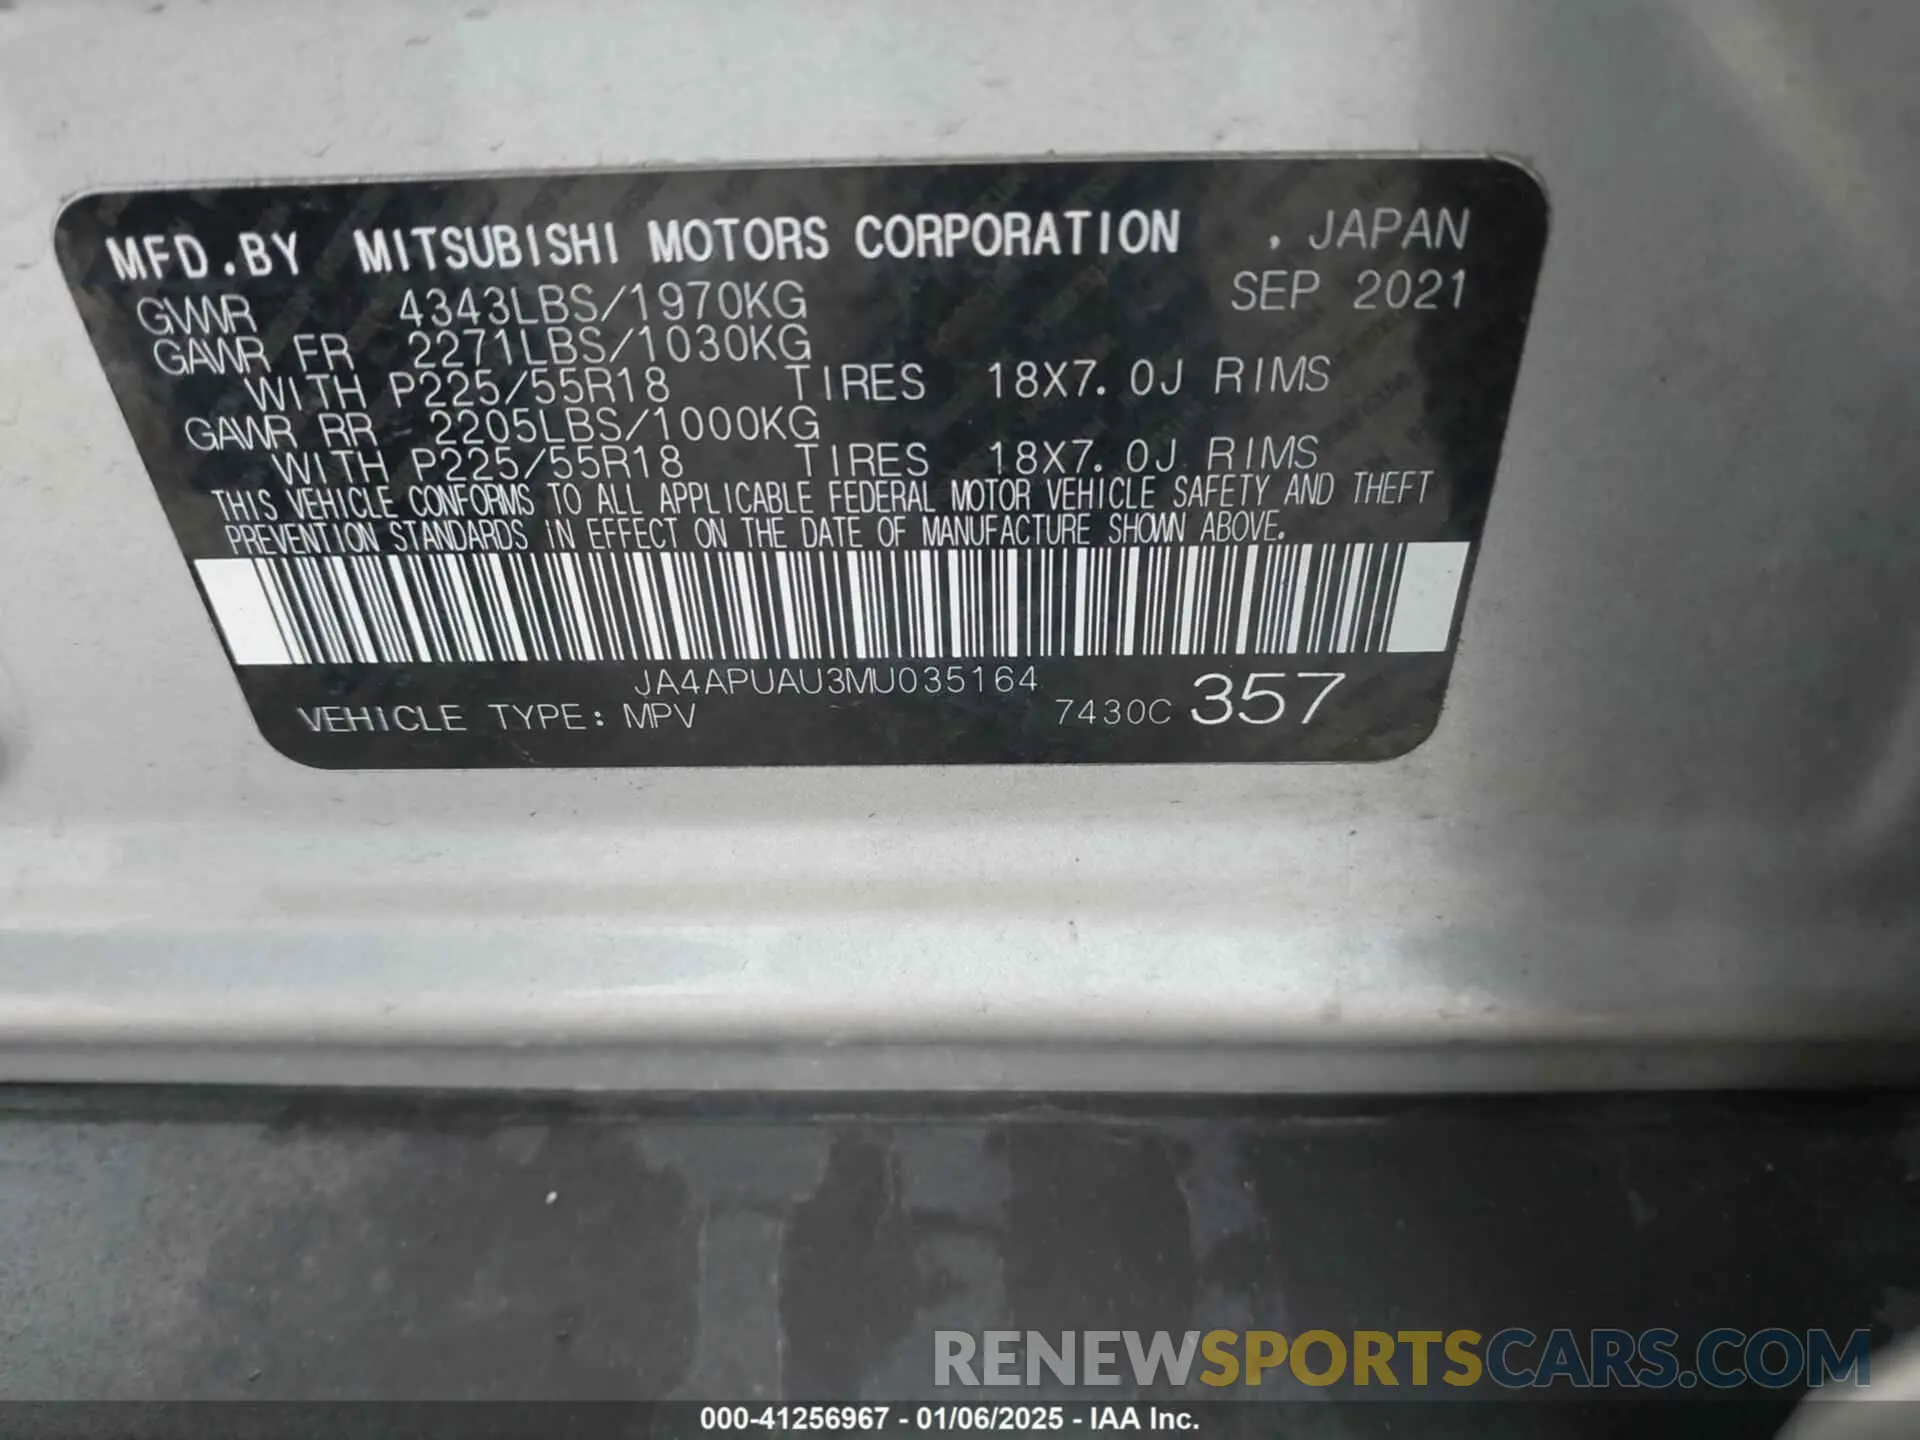 MFD.BY MITSUBISHI MOTORS CORPORATION , JAPAN
GVWR 4343LBS/1970KG SEP 2021
GAWR FR 2271LBS/1030KG
WITH P225/55R18 TIRES 18X7.0J RIMS
GAWR RR 2205LBS/1000KG
WITH P225/55R18 TIRES 18X7.0J RIMS
THIS VEHICLE CONFORMS TO ALL APPLICABLE FEDERAL MOTOR VEHICLE SAFETY AND THEFT
PREVENTION STANDARDS IN EFFECT ON THE DATE OF MANUFACTURE SHOWN ABOVE.
JA4APUAU3MU035164
VEHICLE TYPE: MPV 7430C 357
RENEWSPORTSCARS.COM
000-41256967 - 01/06/2025 - IAA Inc.